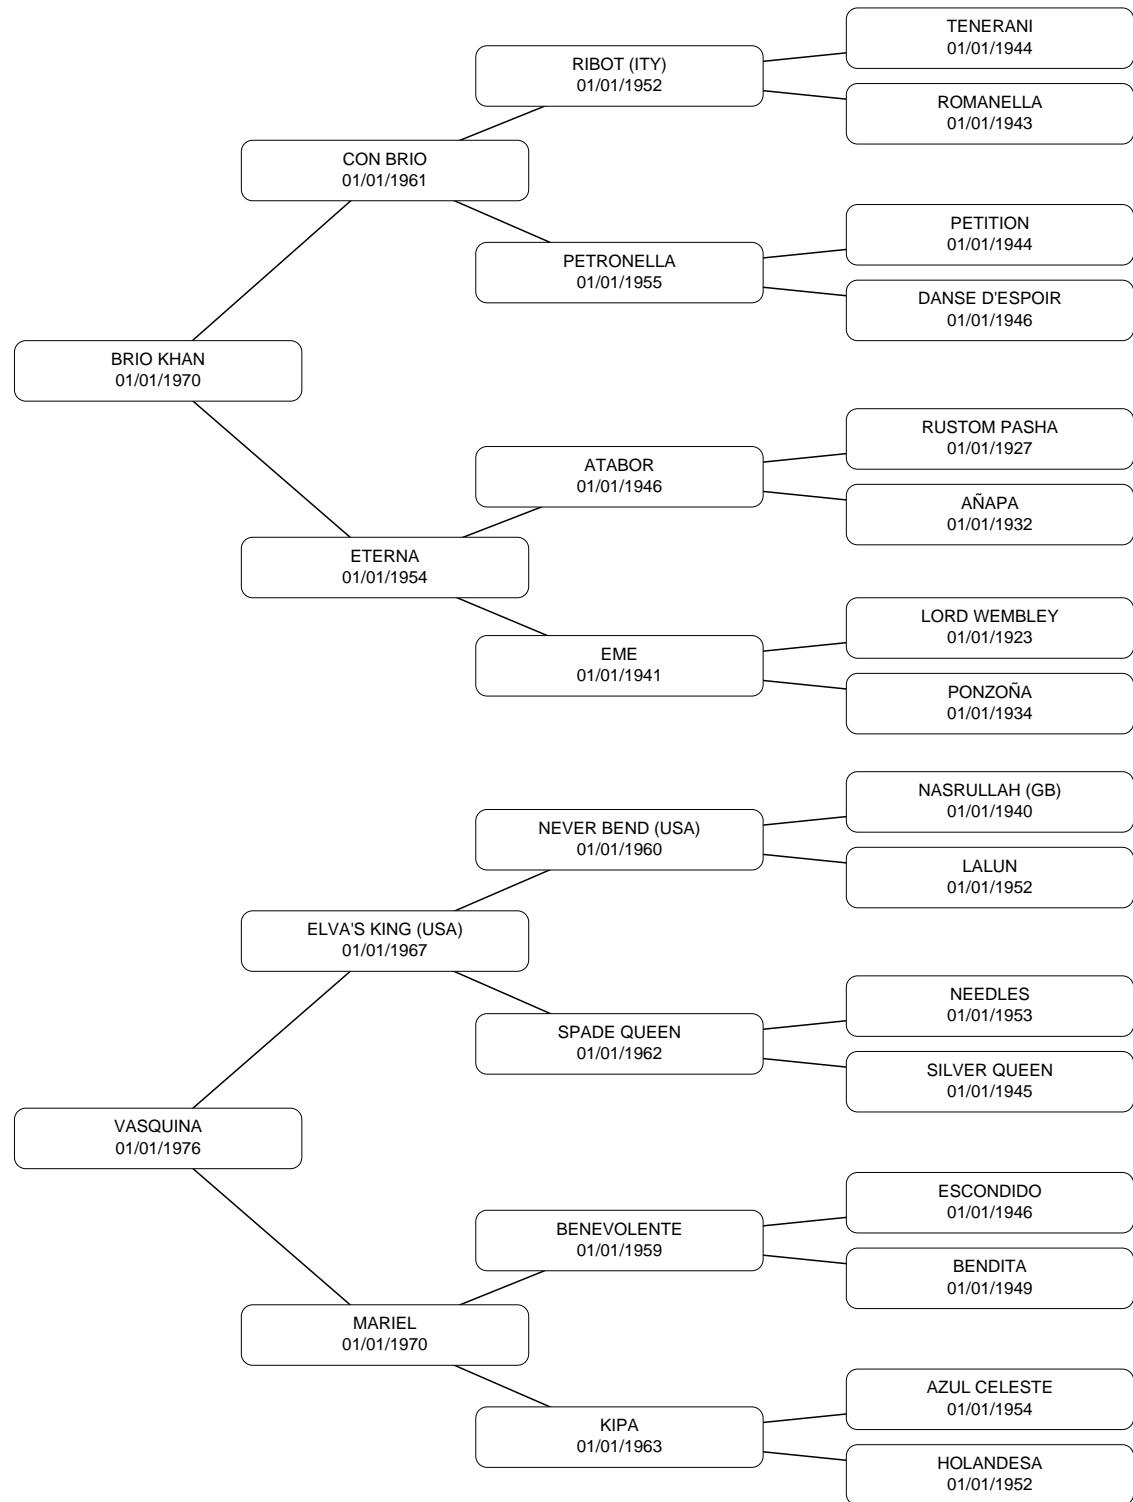 TENERANI
01/01/1944
RIBOT (ITY)
01/01/1952
ROMANELLA
01/01/1943
CON BRIO
01/01/1961
PETITION
01/01/1944
PETRONELLA
01/01/1955
DANSE D'ESPOIR
01/01/1946
BRIO KHAN
01/01/1970
RUSTOM PASHA
01/01/1927
ATABOR
01/01/1946
AÑAPA
01/01/1932
ETERNA
01/01/1954
LORD WEMBLEY
01/01/1923
EME
01/01/1941
PONZOÑA
01/01/1934
NASRULLAH (GB)
01/01/1940
NEVER BEND (USA)
01/01/1960
LALUN
01/01/1952
ELVA'S KING (USA)
01/01/1967
NEEDLES
01/01/1953
SPADE QUEEN
01/01/1962
SILVER QUEEN
01/01/1945
VASQUINA
01/01/1976
ESCONDIDO
01/01/1946
BENEVOLENTE
01/01/1959
BENDITA
01/01/1949
MARIEL
01/01/1970
AZUL CELESTE
01/01/1954
KIPA
01/01/1963
HOLANDESA
01/01/1952